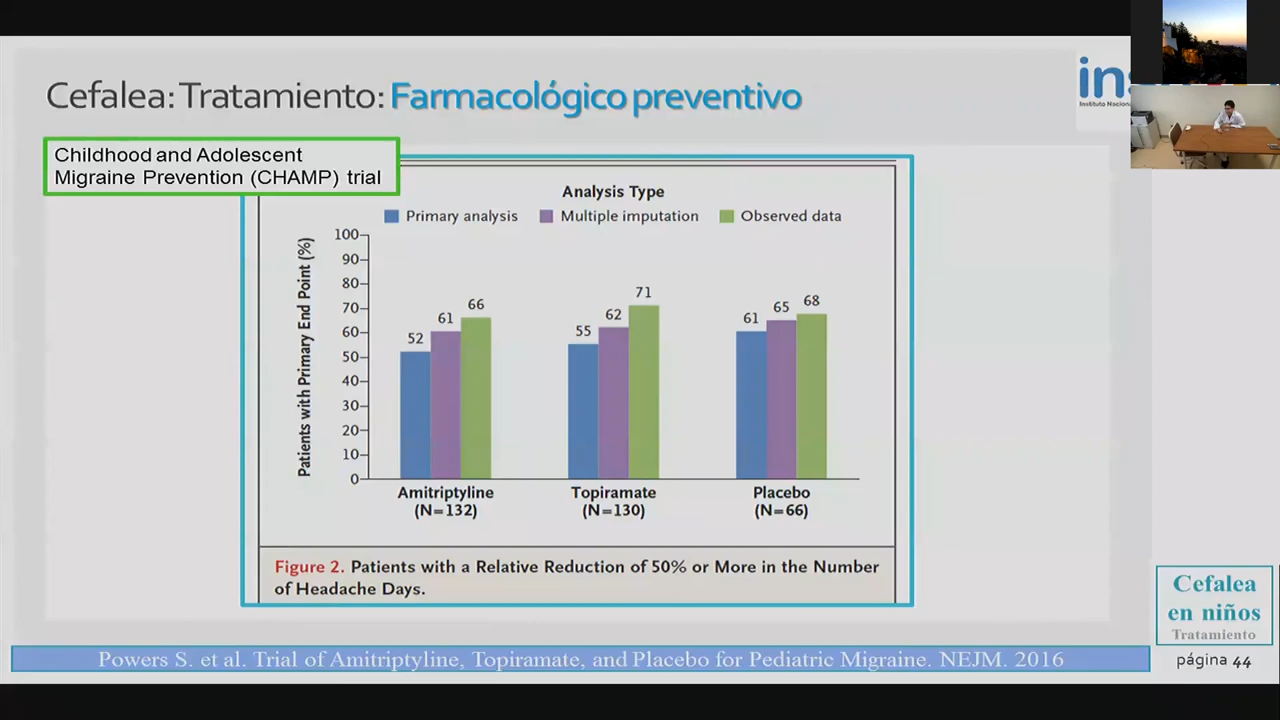 Cefalea: Tratamiento: Farmacológico preventivo
ins
Instituto Nacional
Childhood and Adolescent
Migraine Prevention (CHAMP) trial
Analysis Type
Primary analysis
Multiple imputation
Observed data
Patients with Primary End Point (%)
100
90
80
70
60
50
40
30
20
10
0
52
61
66
55
62
71
61
65
68
Amitriptyline
(N=132)
Topiramate
(N=130)
Placebo
(N=66)
Figure 2. Patients with a Relative Reduction of 50% or More in the Number
of Headache Days.
Cefalea
en niños
Tratamiento
página 44
Powers S. et al. Trial of Amitriptyline, Topiramate, and Placebo for Pediatric Migraine. NEJM. 2016